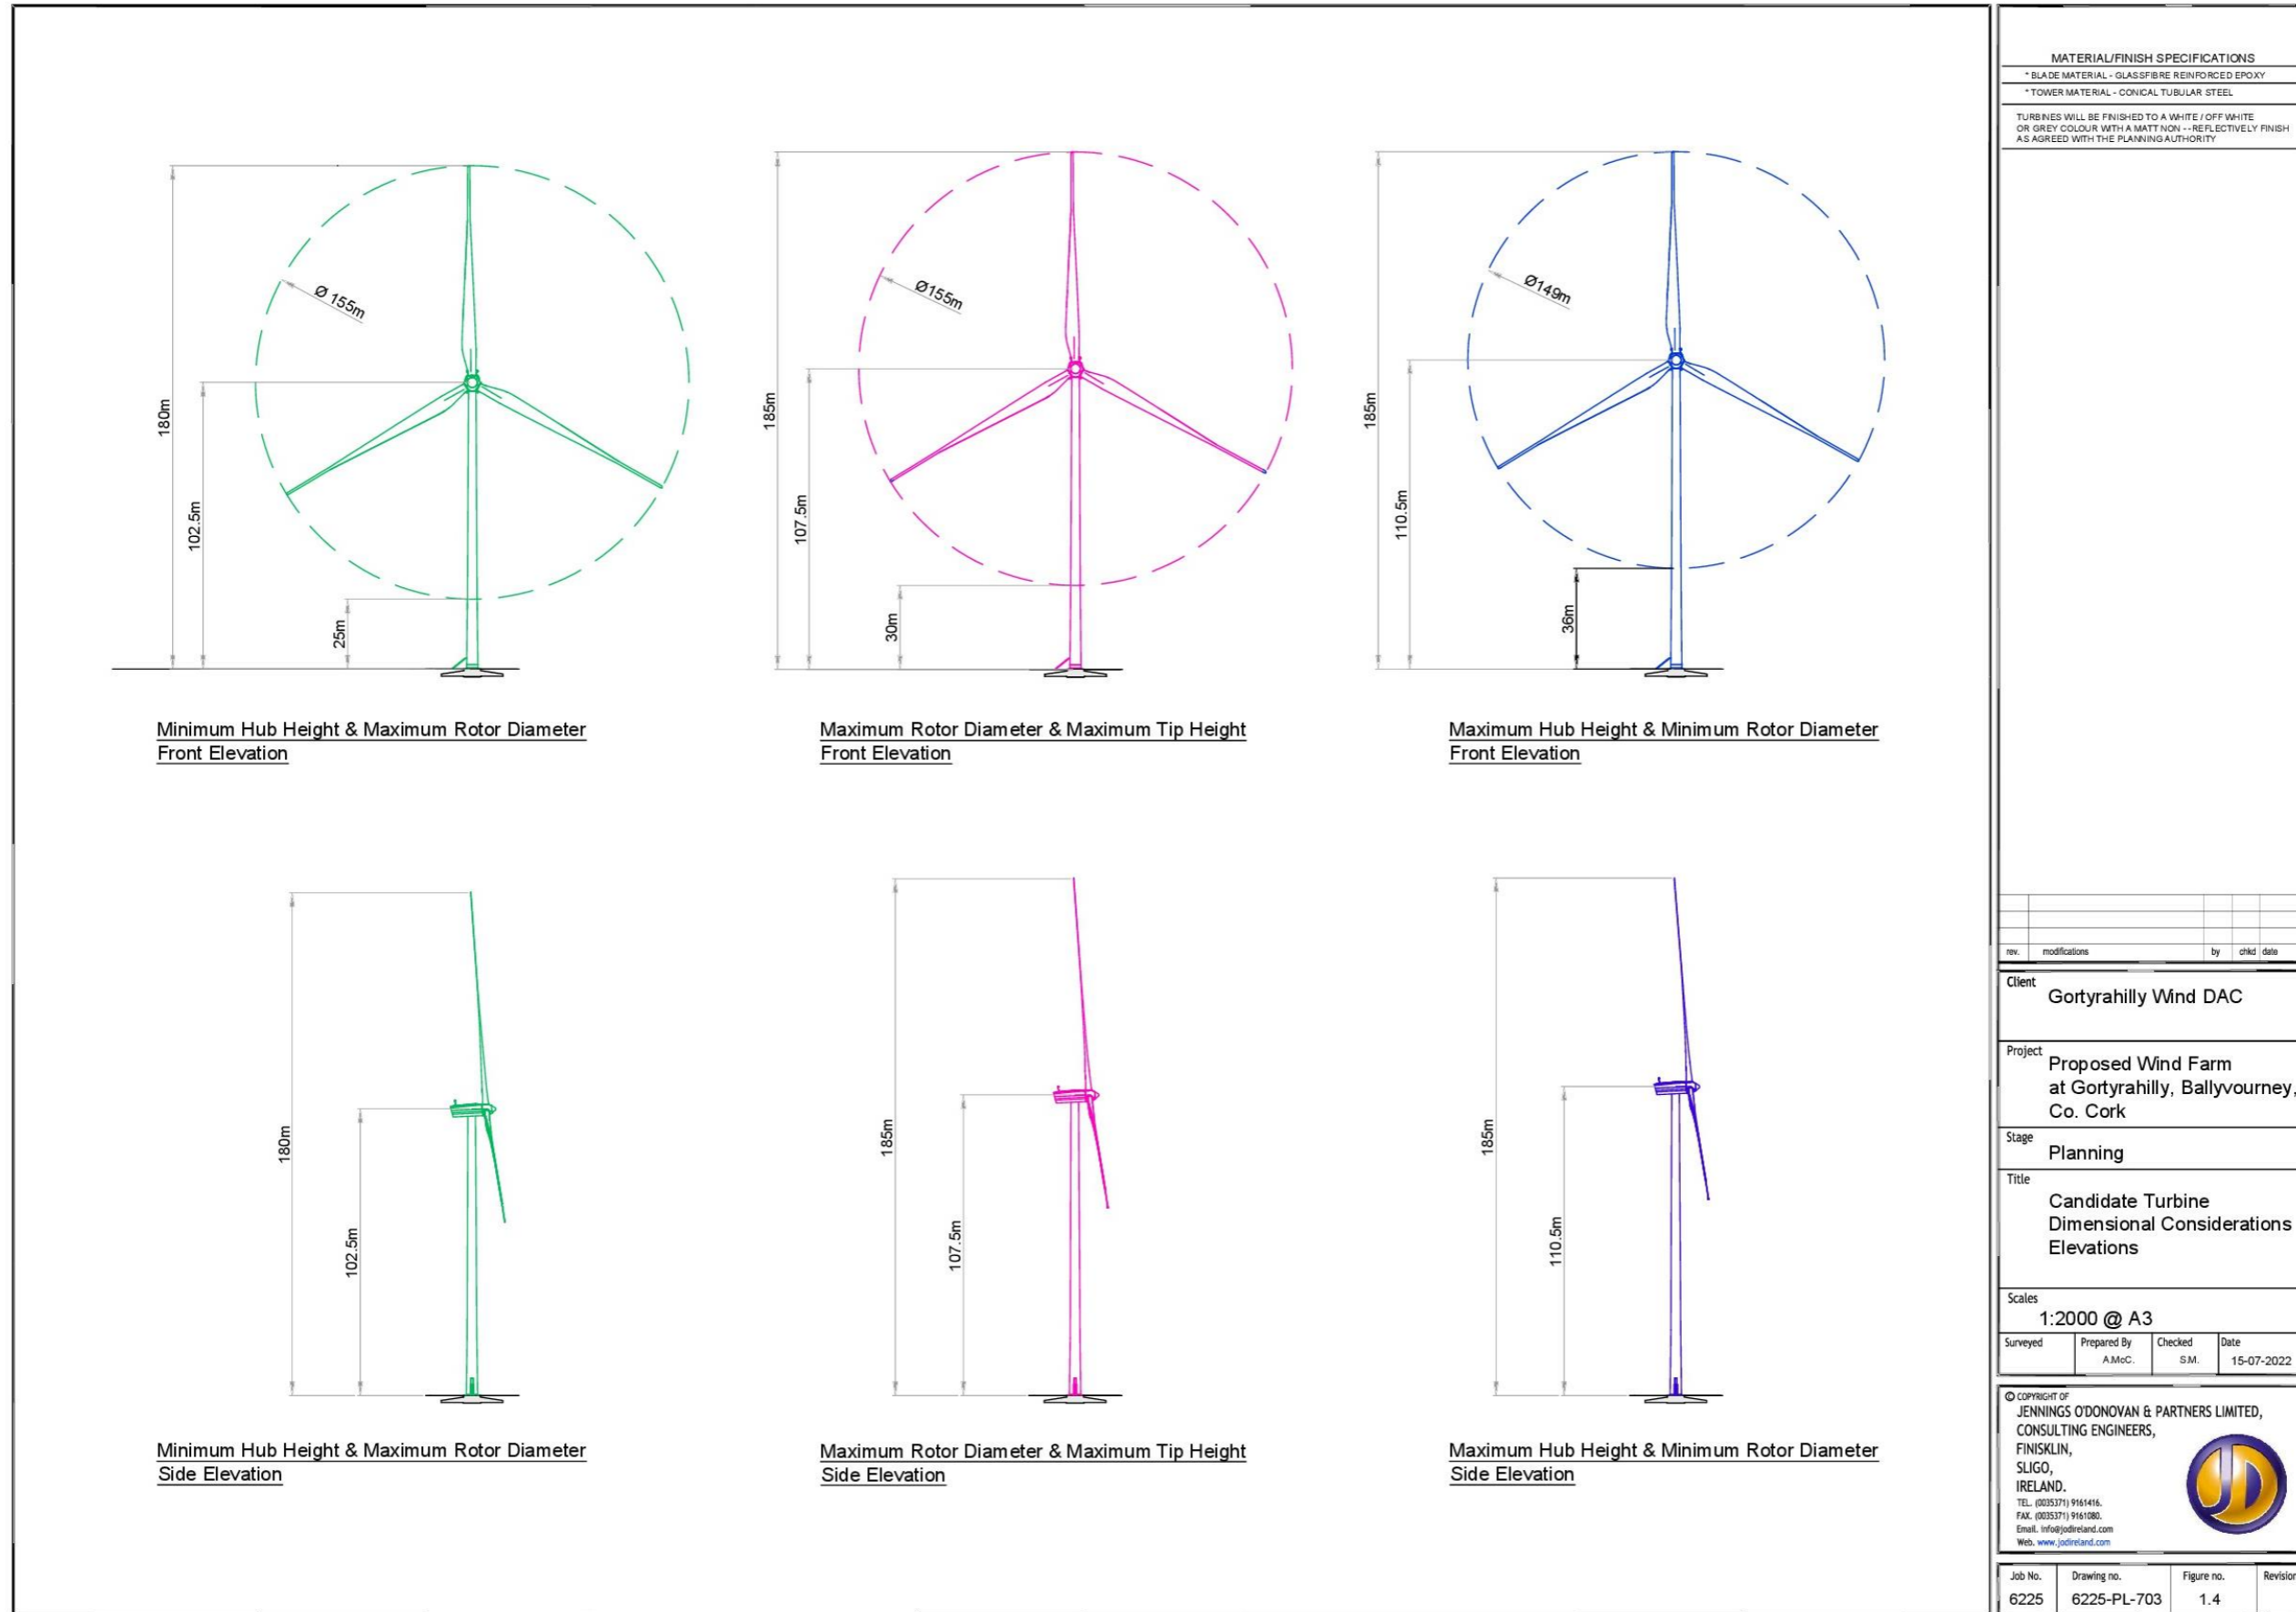 180m
102.5m
25m
Ø 155m
Minimum Hub Height & Maximum Rotor Diameter
Front Elevation
185m
107.5m
30m
Ø155m
Maximum Rotor Diameter & Maximum Tip Height
Front Elevation
185m
110.5m
36m
Ø149m
Maximum Hub Height & Minimum Rotor Diameter
Front Elevation
180m
102.5m
Minimum Hub Height & Maximum Rotor Diameter
Side Elevation
185m
107.5m
Maximum Rotor Diameter & Maximum Tip Height
Side Elevation
185m
110.5m
Maximum Hub Height & Minimum Rotor Diameter
Side Elevation
MATERIAL/FINISH SPECIFICATIONS
* BLADE MATERIAL - GLASSFIBRE REINFORCED EPOXY
* TOWER MATERIAL - CONICAL TUBULAR STEEL
TURBINES WILL BE FINISHED TO A WHITE / OFF WHITE
OR GREY COLOUR WITH A MATT NON -- REFLECTIVELY FINISH
AS AGREED WITH THE PLANNING AUTHORITY
rev. modifications by chkd date
Client
Gortyrahilly Wind DAC
Project
Proposed Wind Farm
at Gortyrahilly, Ballyvourney,
Co. Cork
Stage
Planning
Title
Candidate Turbine
Dimensional Considerations
Elevations
Scales
1:2000 @ A3
Surveyed Prepared By Checked Date
A.McC. S.M. 15-07-2022
© COPYRIGHT OF
JENNINGS O'DONOVAN & PARTNERS LIMITED,
CONSULTING ENGINEERS,
FINISKLIN,
SLIGO,
IRELAND.
TEL. (0035371) 9161416.
FAX. (0035371) 9161080.
Email. info@jodireland.com
Web. www.jodireland.com
JD
Job No. Drawing no. Figure no. Revision
6225 6225-PL-703 1.4